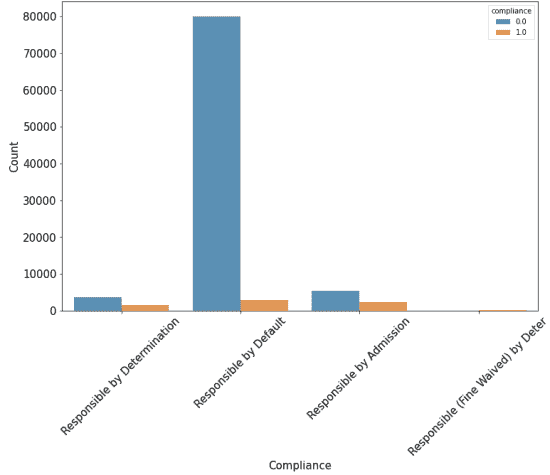 compliance
0.0
1.0
80000
70000
60000
50000
40000
30000
20000
10000
0
Count
Responsible by Determination
Responsible by Default
Responsible by Admission
Responsible (Fine Waived) by Deter
Compliance